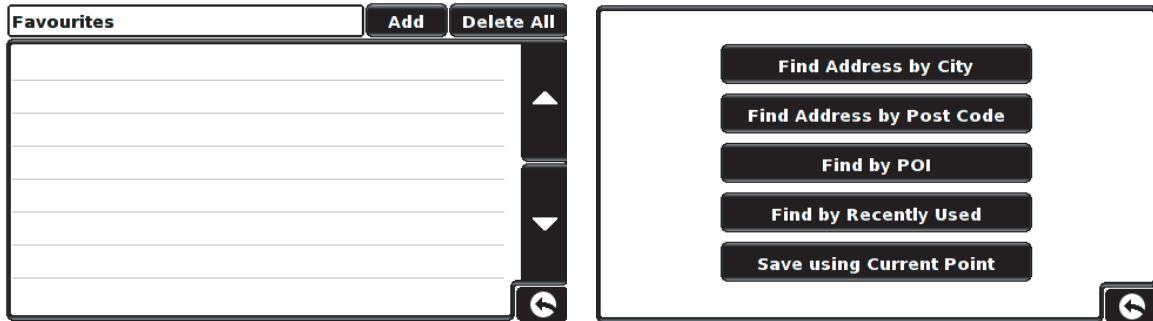 Favourites Add Delete All
Find Address by City
Find Address by Post Code
Find by POI
Find by Recently Used
Save using Current Point